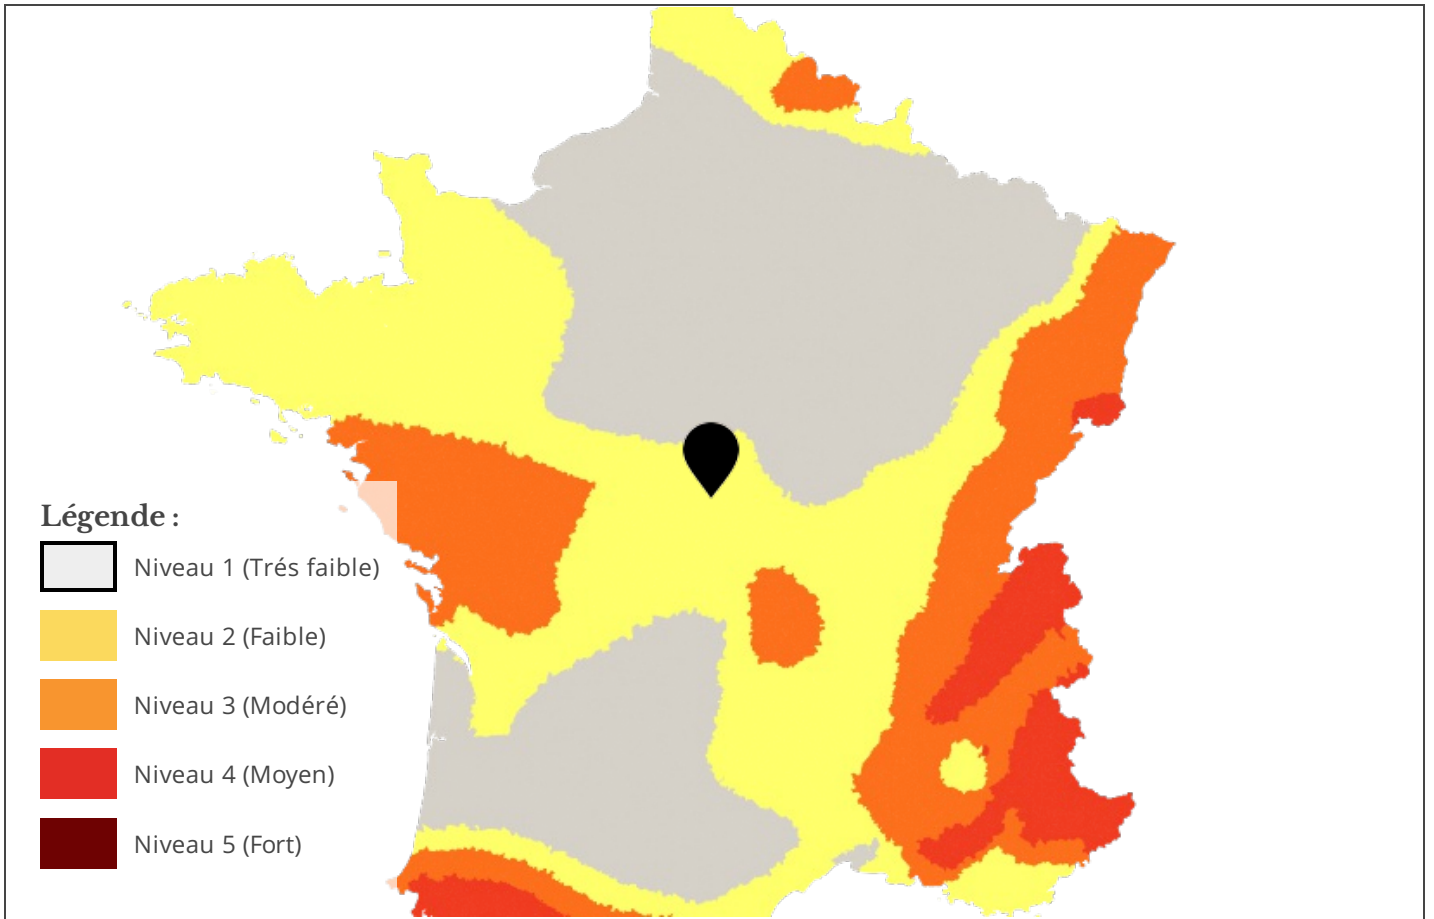 Légende :
Niveau 1 (Trés faible)
Niveau 2 (Faible)
Niveau 3 (Modéré)
Niveau 4 (Moyen)
Niveau 5 (Fort)